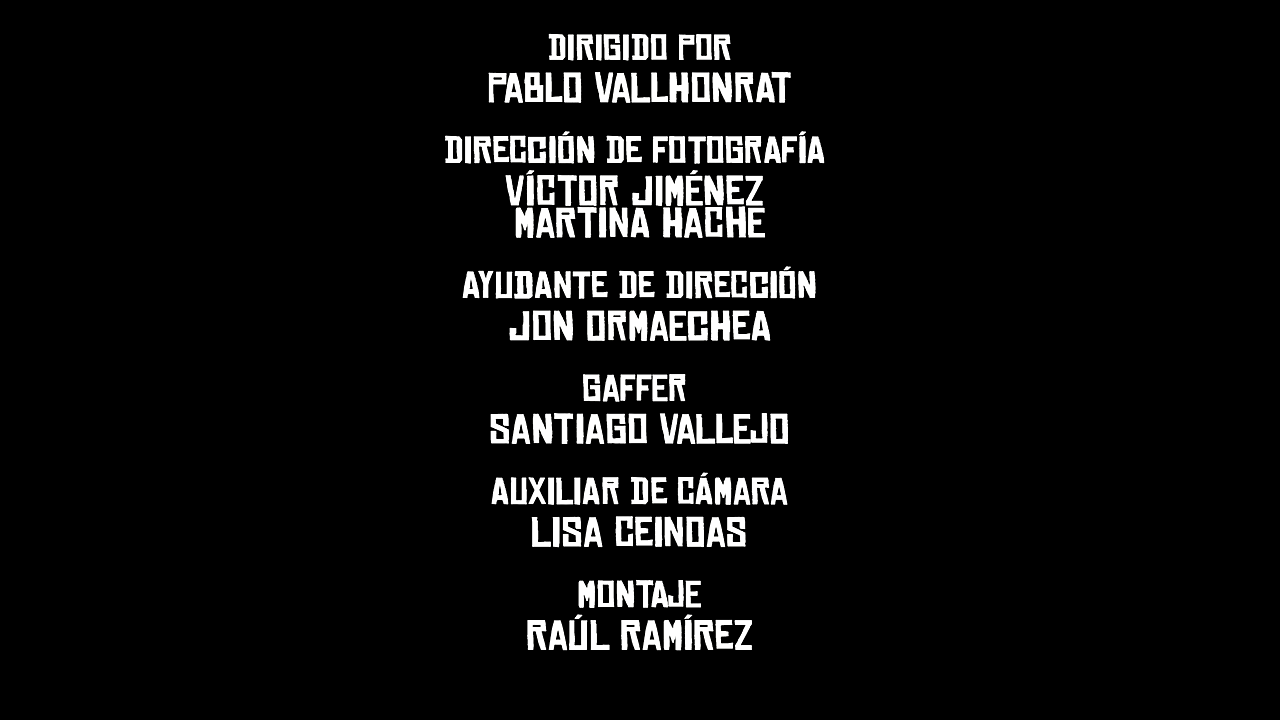 DIRIGIDO POR
PABLO VALLHONRAT
DIRECCIÓN DE FOTOGRAFÍA
VÍCTOR JIMÉNEZ
MARTINA HACHE
AYUDANTE DE DIRECCIÓN
JON ORMAECHEA
GAFFER
SANTIAGO VALLEJO
AUXILIAR DE CÁMARA
LISA CEINOAS
MONTAJE
RAÚL RAMÍREZ